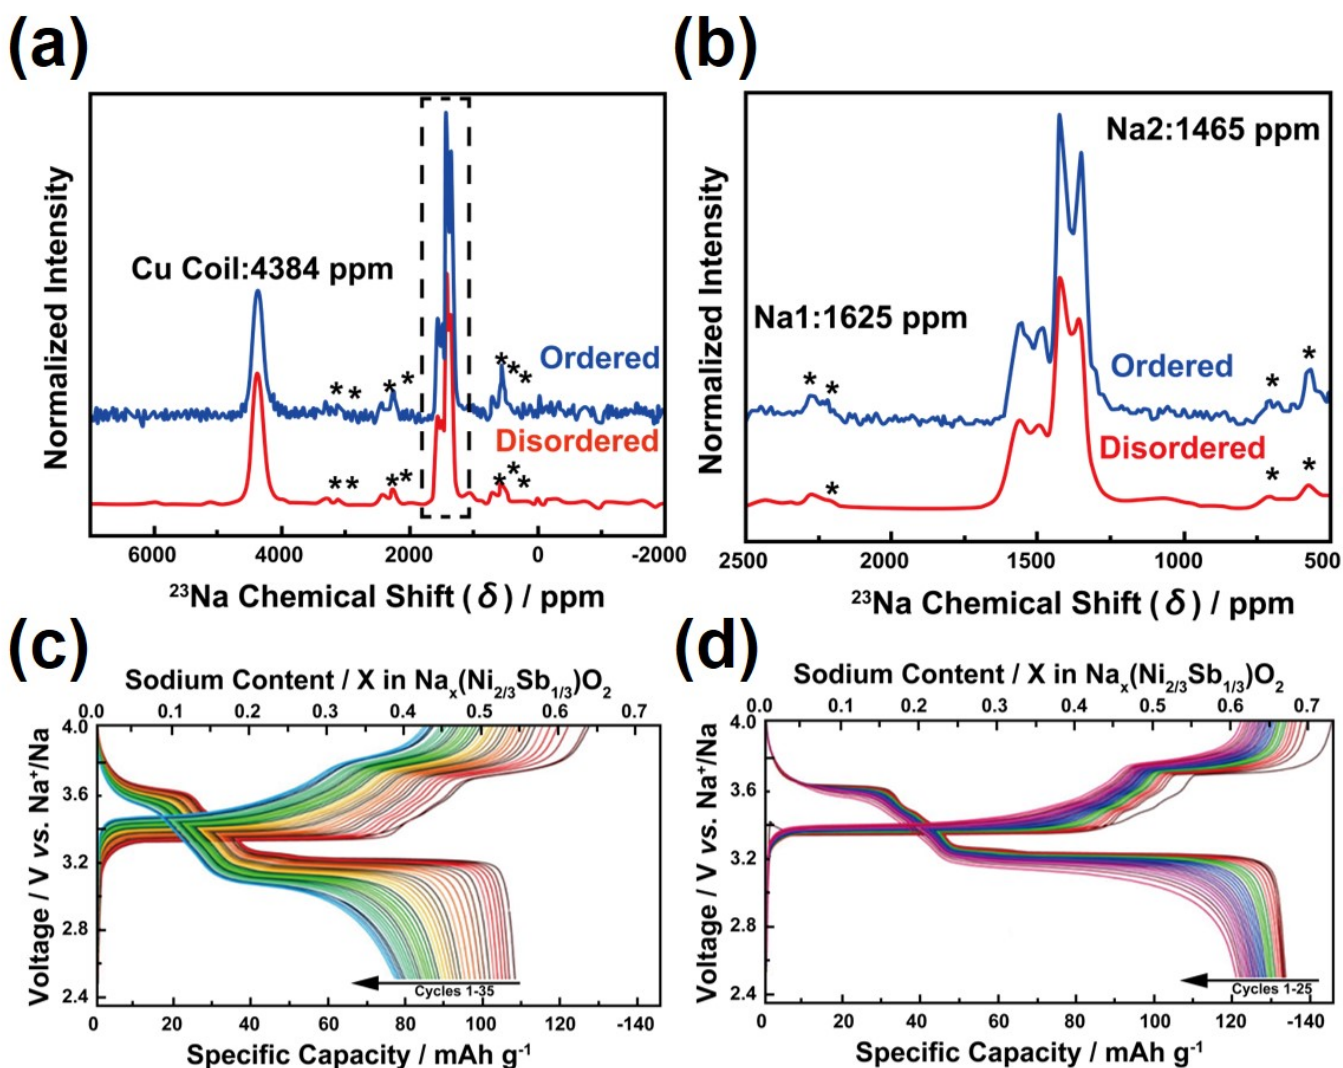 (a)
Normalized Intensity
Cu Coil:4384 ppm
Ordered
Disordered
* * * * * * *
** * * * * *
6000 4000 2000 0 -2000
²³Na Chemical Shift ( δ ) / ppm
(b)
Normalized Intensity
Na2:1465 ppm
Na1:1625 ppm
Ordered
Disordered
* * * *
* * *
2500 2000 1500 1000 500
²³Na Chemical Shift ( δ ) / ppm
(c)
Sodium Content / X in Naₓ(Ni₂/₃Sb₁/₃)O₂
0.0 0.1 0.2 0.3 0.4 0.5 0.6 0.7
Voltage / V vs. Na⁺/Na
4.0
3.6
3.2
2.8
2.4
Cycles 1-35
0 20 40 60 80 100 120 -140
Specific Capacity / mAh g⁻¹
(d)
Sodium Content / X in Naₓ(Ni₂/₃Sb₁/₃)O₂
0.0 0.1 0.2 0.3 0.4 0.5 0.6 0.7
Voltage / V vs. Na⁺/Na
4.0
3.6
3.2
2.8
2.4
Cycles 1-25
0 20 40 60 80 100 120 -140
Specific Capacity / mAh g⁻¹